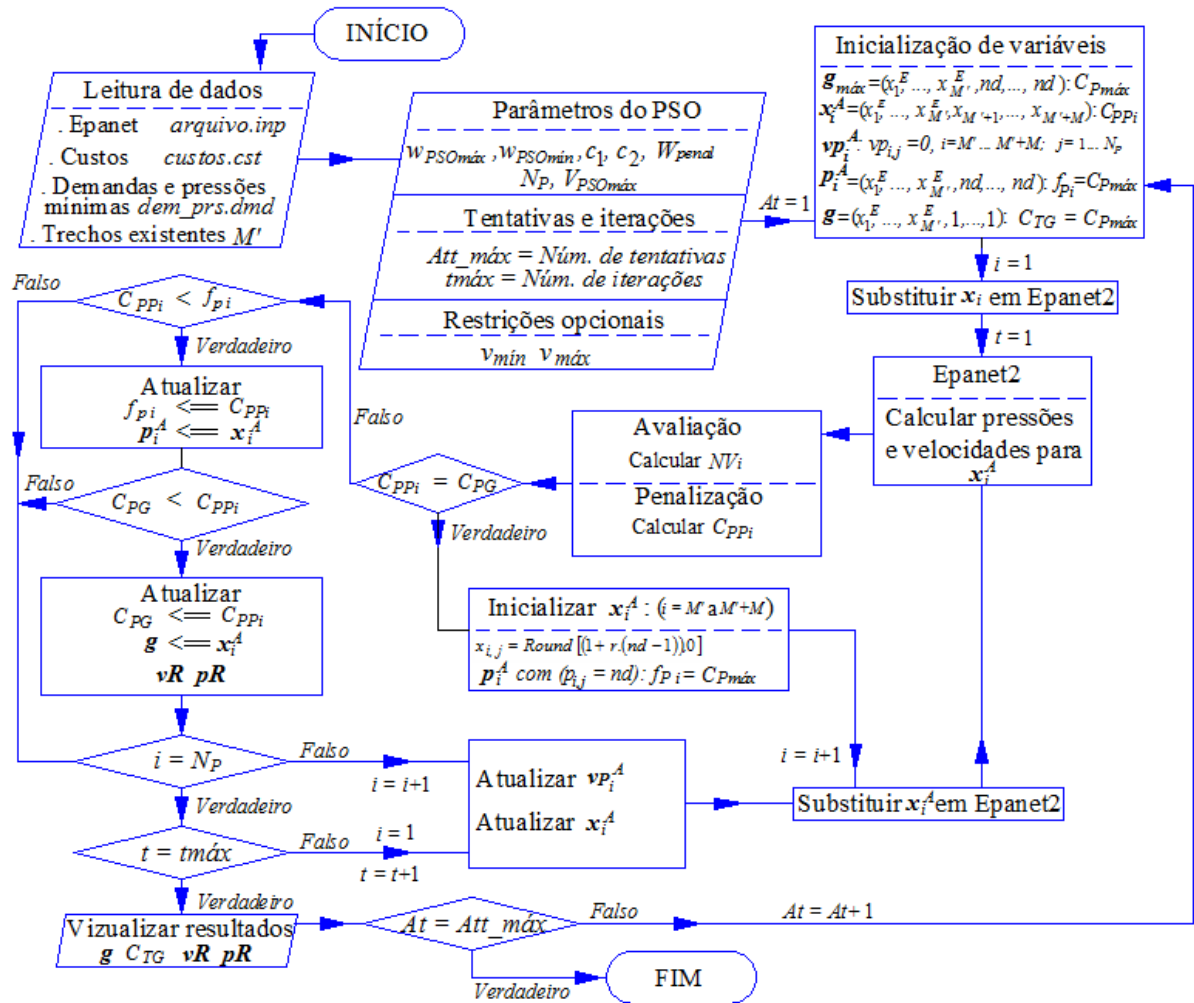 INÍCIO
Leitura de dados
. Epanet arquivo.inp
. Custos custos.cst
. Demandas e pressões
mínimas dem_prs.dmd
. Trechos existentes M'
Parâmetros do PSO
w_PSOmáx ,w_PSOmín ,c_1 , c_2 , W_penal
N_P, V_PSOmáx
Tentativas e iterações
Att_máx = Núm. de tentativas
tmáx = Núm. de iterações
Restrições opcionais
v_mín v_máx
At = 1
Inicialização de variáveis
g_máx=(x_1^E, ..., x_M'^E ,nd,..., nd): C_Pmáx
x_i^A=(x_1^E, ..., x_M'^E,x_M'+1,..., x_M'+M): C_PPi
vp_i^A: vp_i,j =0, i=M' ... M'+M; j=1... N_P
p_i^A=(x_1^E, ..., x_M'^E,nd,..., nd): f_Pi=C_Pmáx
g=(x_1^E, ..., x_M'^E, 1,...,1): C_TG = C_Pmáx
i = 1
Substituir x_i em Epanet2
t = 1
Epanet2
Calcular pressões
e velocidades para
x_i^A
Avaliação
Calcular NVi
Penalização
Calcular C_PPi
C_PPi = C_PG
Falso
Verdadeiro
Inicializar x_i^A : (i = M' a M'+M)
x_i,j = Round [(1 + r.(nd −1)),0]
p_i^A com (p_i,j = nd): f_P i = C_Pmáx
i = i+1
Substituir x_i^A em Epanet2
C_PPi < f_p i
Falso
Verdadeiro
Atualizar
f_p i <== C_PPi
p_i^A <== x_i^A
C_PG < C_PPi
Falso
Verdadeiro
Atualizar
C_PG <== C_PPi
g <== x_i^A
vR pR
i = N_P
Falso
i = i+1
Verdadeiro
Atualizar vP_i^A
Atualizar x_i^A
t = tmáx
Falso
i = 1
t = t+1
Verdadeiro
Vizualizar resultados
g C_TG vR pR
At = Att_máx
Falso
At = At+ 1
Verdadeiro
FIM